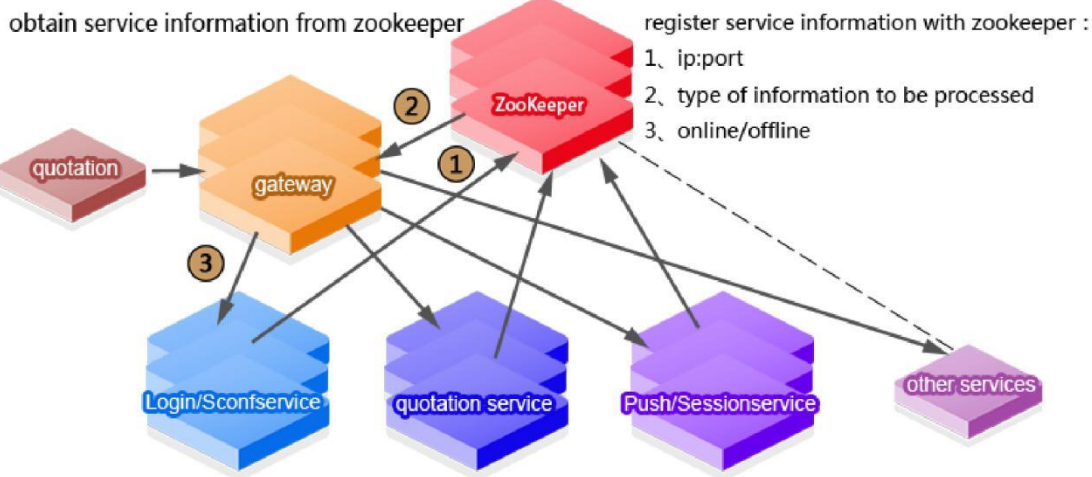 obtain service information from zookeeper
register service information with zookeeper：
1、ip:port
2、type of information to be processed
3、online/offline
ZooKeeper
2
1
quotation
gateway
3
Login/Sconfservice
quotation service
Push/Sessionservice
other services